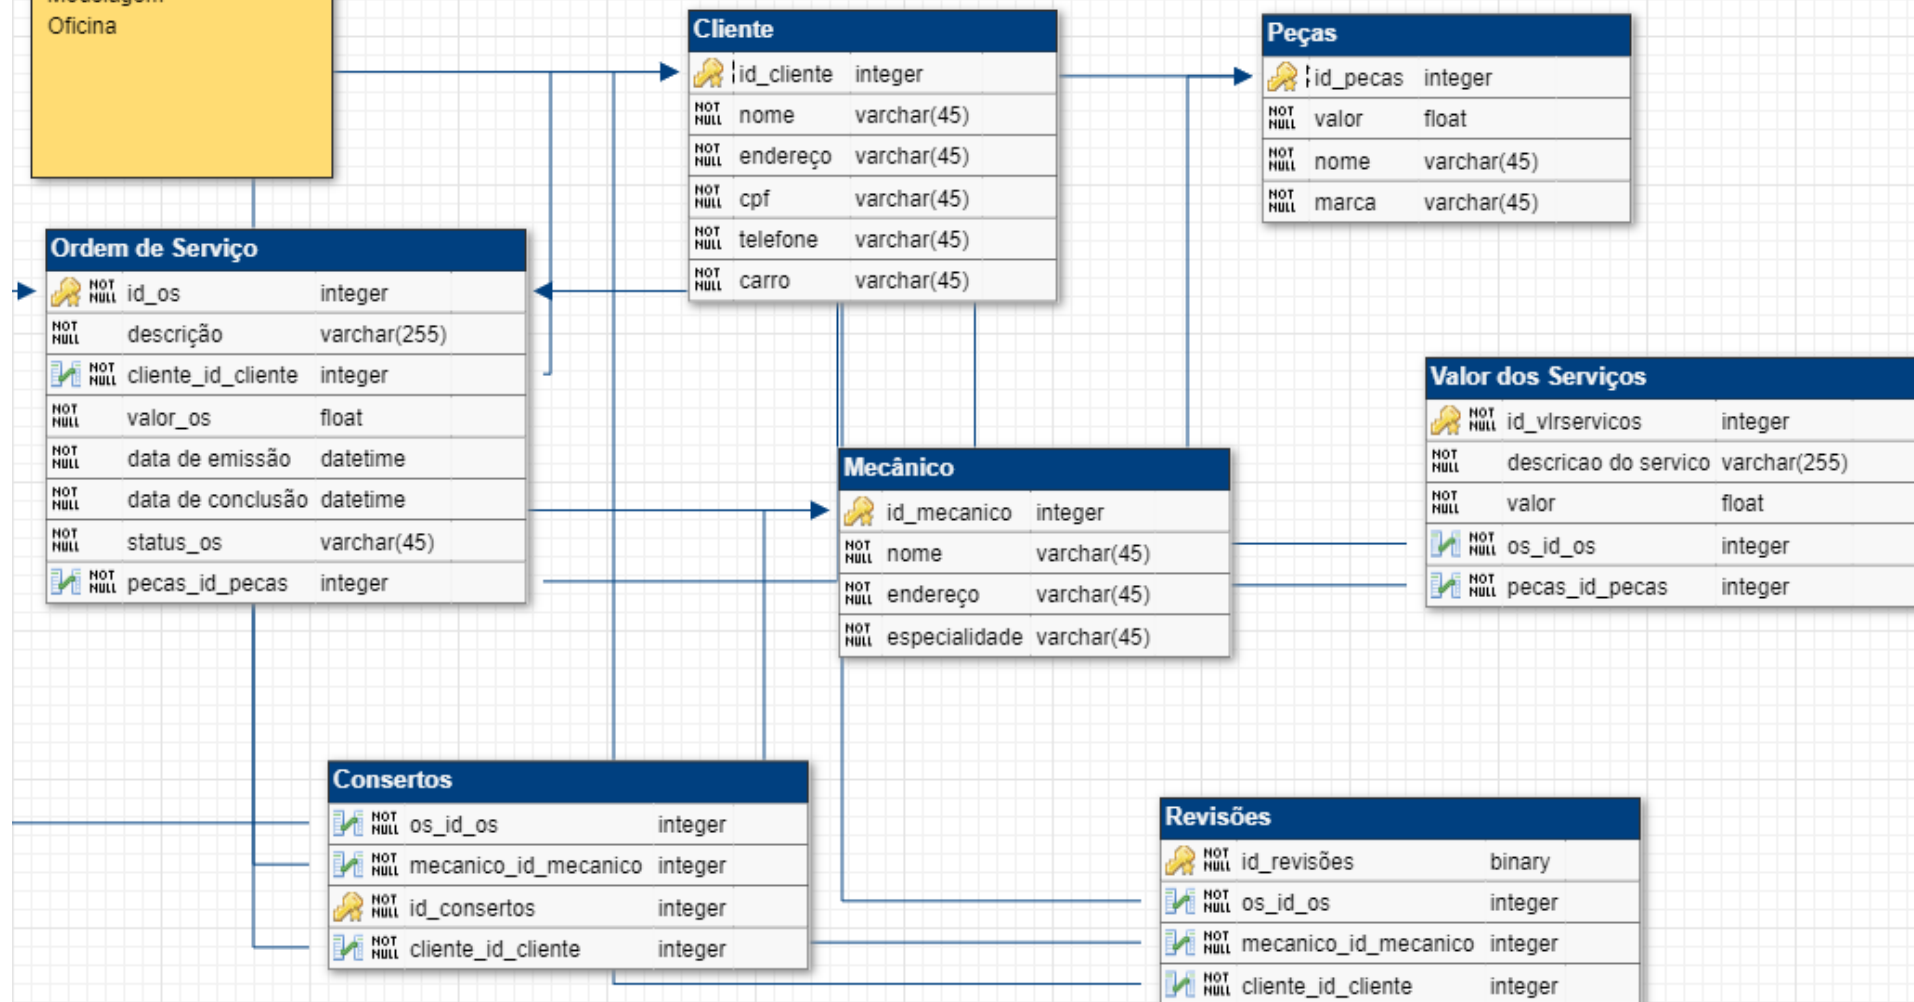 Oficina
Cliente
id_cliente integer
NOT NULL nome varchar(45)
NOT NULL endereço varchar(45)
NOT NULL cpf varchar(45)
NOT NULL telefone varchar(45)
NOT NULL carro varchar(45)
Peças
id_pecas integer
NOT NULL valor float
NOT NULL nome varchar(45)
NOT NULL marca varchar(45)
Ordem de Serviço
NOT NULL id_os integer
NOT NULL descrição varchar(255)
NOT NULL cliente_id_cliente integer
NOT NULL valor_os float
NOT NULL data de emissão datetime
NOT NULL data de conclusão datetime
NOT NULL status_os varchar(45)
NOT NULL pecas_id_pecas integer
Mecânico
id_mecanico integer
NOT NULL nome varchar(45)
NOT NULL endereço varchar(45)
NOT NULL especialidade varchar(45)
Valor dos Serviços
NOT NULL id_vlrservicos integer
NOT NULL descricao do servico varchar(255)
NOT NULL valor float
NOT NULL os_id_os integer
NOT NULL pecas_id_pecas integer
Consertos
NOT NULL os_id_os integer
NOT NULL mecanico_id_mecanico integer
NOT NULL id_consertos integer
NOT NULL cliente_id_cliente integer
Revisões
NOT NULL id_revisões binary
NOT NULL os_id_os integer
NOT NULL mecanico_id_mecanico integer
NOT NULL cliente_id_cliente integer